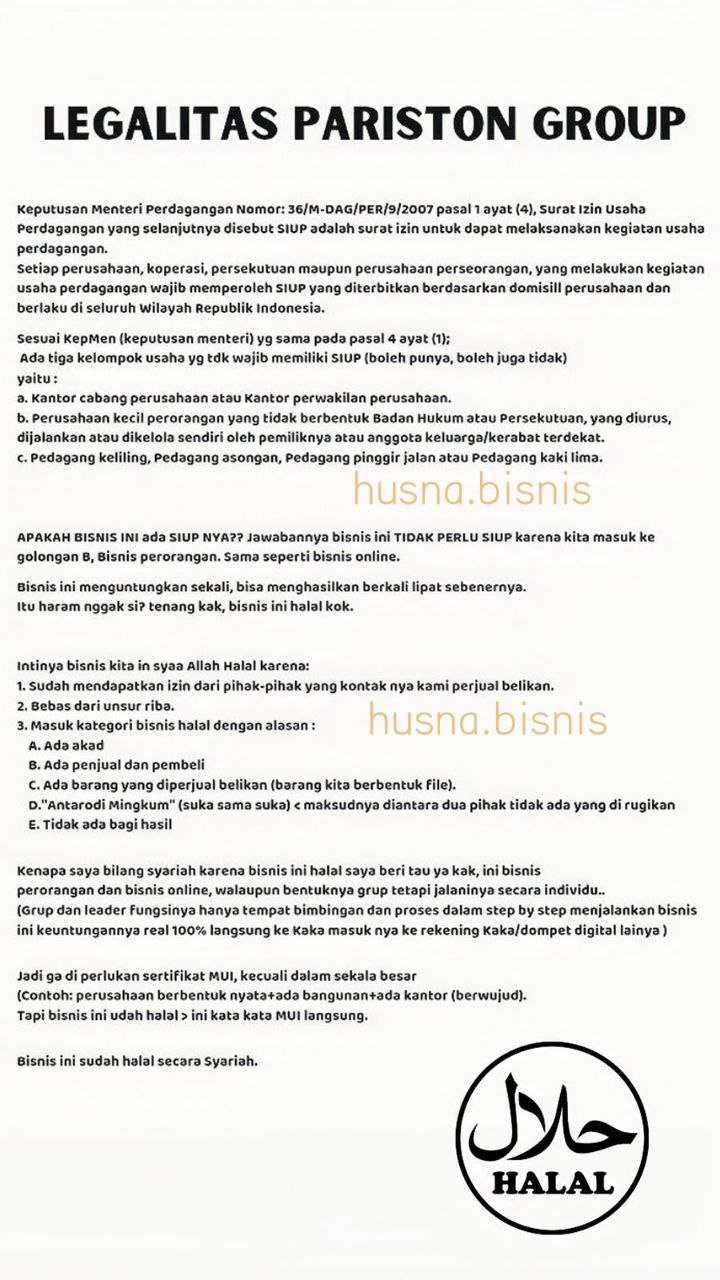 LEGALITAS PARISTON GROUP
Keputusan Menteri Perdagangan Nomor: 36/M-DAG/PER/9/2007 pasal 1 ayat (4), Surat Izin Usaha
Perdagangan yang selanjutnya disebut SIUP adalah surat izin untuk dapat melaksanakan kegiatan usaha
perdagangan.
Setiap perusahaan, koperasi, persekutuan maupun perusahaan perseorangan, yang melakukan kegiatan
usaha perdagangan wajib memperoleh SIUP yang diterbitkan berdasarkan domisill perusahaan dan
berlaku di seluruh Wilayah Republik Indonesia.
Sesuai KepMen (keputusan menteri) yg sama pada pasal 4 ayat (1);
Ada tiga kelompok usaha yg tdk wajib memiliki SIUP (boleh punya, boleh juga tidak)
yaitu :
a. Kantor cabang perusahaan atau Kantor perwakilan perusahaan.
b. Perusahaan kecil perorangan yang tidak berbentuk Badan Hukum atau Persekutuan, yang diurus,
dijalankan atau dikelola sendiri oleh pemiliknya atau anggota keluarga/kerabat terdekat.
c. Pedagang keliling, Pedagang asongan, Pedagang pinggir jalan atau Pedagang kaki lima.
husna.bisnis
APAKAH BISNIS INI ada SIUP NYA?? Jawabannya bisnis ini TIDAK PERLU SIUP karena kita masuk ke
golongan B, Bisnis perorangan. Sama seperti bisnis online.
Bisnis ini menguntungkan sekali, bisa menghasilkan berkali lipat sebenernya.
Itu haram nggak si? tenang kak, bisnis ini halal kok.
Intinya bisnis kita in syaa Allah Halal karena:
1. Sudah mendapatkan izin dari pihak-pihak yang kontak nya kami perjual belikan.
2. Bebas dari unsur riba.
3. Masuk kategori bisnis halal dengan alasan :
husna.bisnis
A. Ada akad
B. Ada penjual dan pembeli
C. Ada barang yang diperjual belikan (barang kita berbentuk file).
D."Antarodi Mingkum" (suka sama suka) < maksudnya diantara dua pihak tidak ada yang di rugikan
E. Tidak ada bagi hasil
Kenapa saya bilang syariah karena bisnis ini halal saya beri tau ya kak, ini bisnis
perorangan dan bisnis online, walaupun bentuknya grup tetapi jalaninya secara individu..
(Grup dan leader fungsinya hanya tempat bimbingan dan proses dalam step by step menjalankan bisnis
ini keuntungannya real 100% langsung ke Kaka masuk nya ke rekening Kaka/dompet digital lainya )
Jadi ga di perlukan sertifikat MUI, kecuali dalam sekala besar
(Contoh: perusahaan berbentuk nyata+ada bangunan+ada kantor (berwujud).
Tapi bisnis ini udah halal > ini kata kata MUI langsung.
Bisnis ini sudah halal secara Syariah.
حلال
HALAL